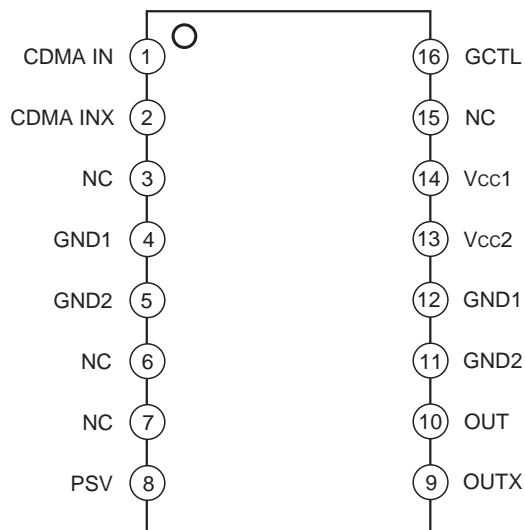 CDMA IN 1 16 GCTL
CDMA INX 2 15 NC
NC 3 14 Vcc1
GND1 4 13 Vcc2
GND2 5 12 GND1
NC 6 11 GND2
NC 7 10 OUT
PSV 8 9 OUTX